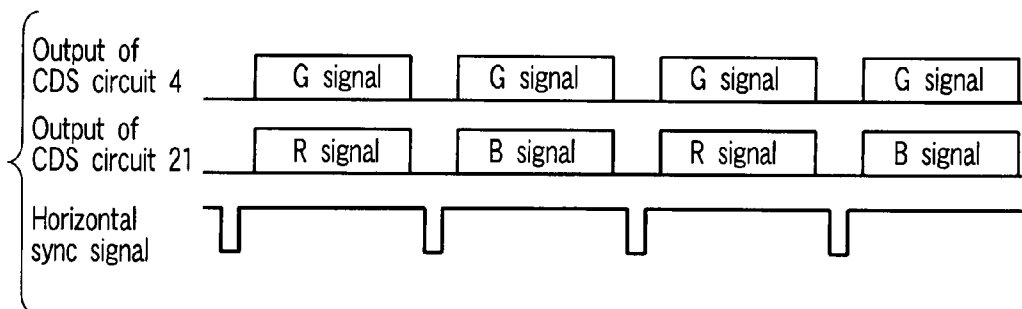 Output of
CDS circuit 4
G signal G signal G signal G signal
Output of
CDS circuit 21
R signal B signal R signal B signal
Horizontal
sync signal